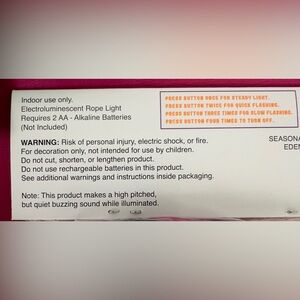 Indoor use only.
Electroluminescent Rope Light
Requires 2 AA - Alkaline Batteries
(Not Included)
PRESS BUTTON ONCE FOR STEADY LIGHT.
PRESS BUTTON TWICE FOR QUICK FLASHING.
PRESS BUTTON THREE TIMES FOR SLOW FLASHING.
PRESS BUTTON FOUR TIMES TO TURN OFF.
WARNING: Risk of personal injury, electric shock, or fire.
For decoration only, not intended for use by children.
Do not cut, shorten, or lengthen product.
Do not use rechargeable batteries in this product.
See additional warnings and instructions inside packaging.
SEASONA
EDEN
Note: This product makes a high pitched,
but quiet buzzing sound while illuminated.